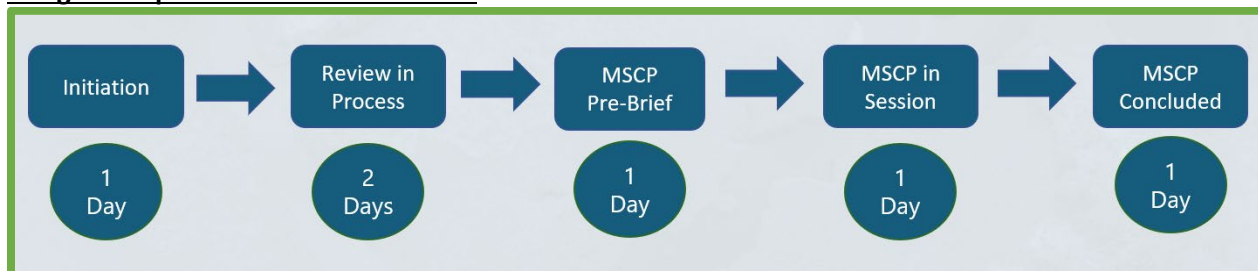 Initiation
Review in
Process
MSCP
Pre-Brief
MSCP in
Session
MSCP
Concluded
1
Day
2
Days
1
Day
1
Day
1
Day